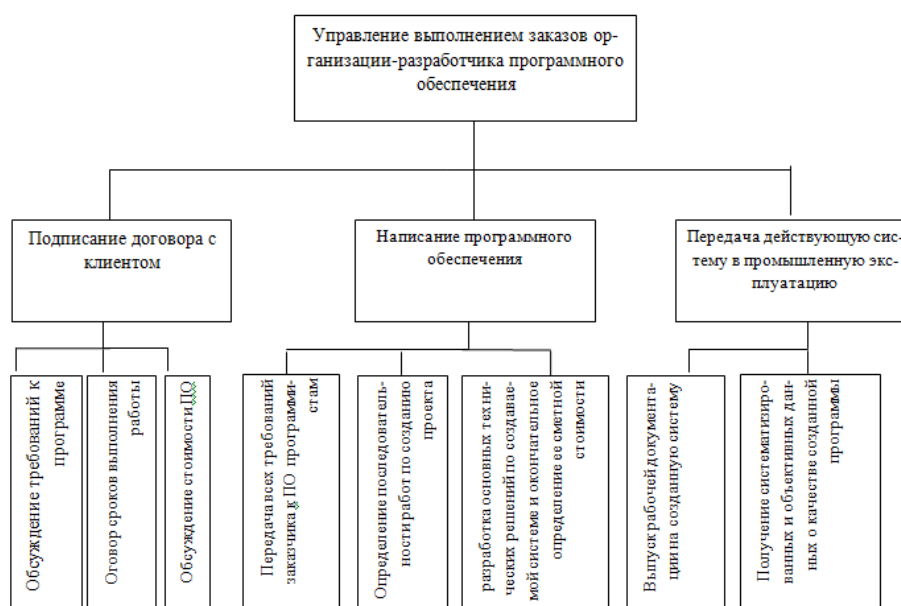 Управление выполнением заказов ор-
ганизации-разработчика программного
обеспечения
Подписание договора с
клиентом
Написание программного
обеспечения
Передача действующую сис-
тему в промышленную экс-
плуатацию
Обсуждение требований к
программе
Оговор сроков выполнения
работы
Обсуждение стоимости ПО
Передача всех требований
заказчика к ПО программи-
стам
Определение последователь-
ности работ по созданию
проекта
разработка основных техни-
ческих решений по создавае-
мой системе и окончательное
определение ее сметной
стоимости
Выпуск рабочей документа-
ции на созданную систему
Получение систематизиро-
ванных и объективных дан-
ных о качестве созданной
программы